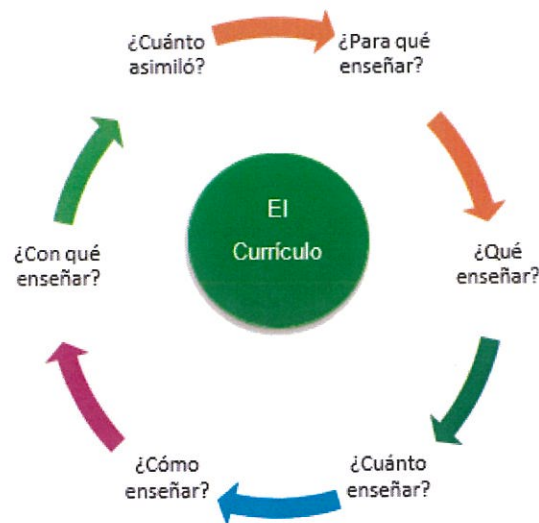 ¿Cuánto
asimiló?
¿Para qué
enseñar?
¿Qué
enseñar?
¿Cuánto
enseñar?
¿Cómo
enseñar?
¿Con qué
enseñar?
El
Currículo